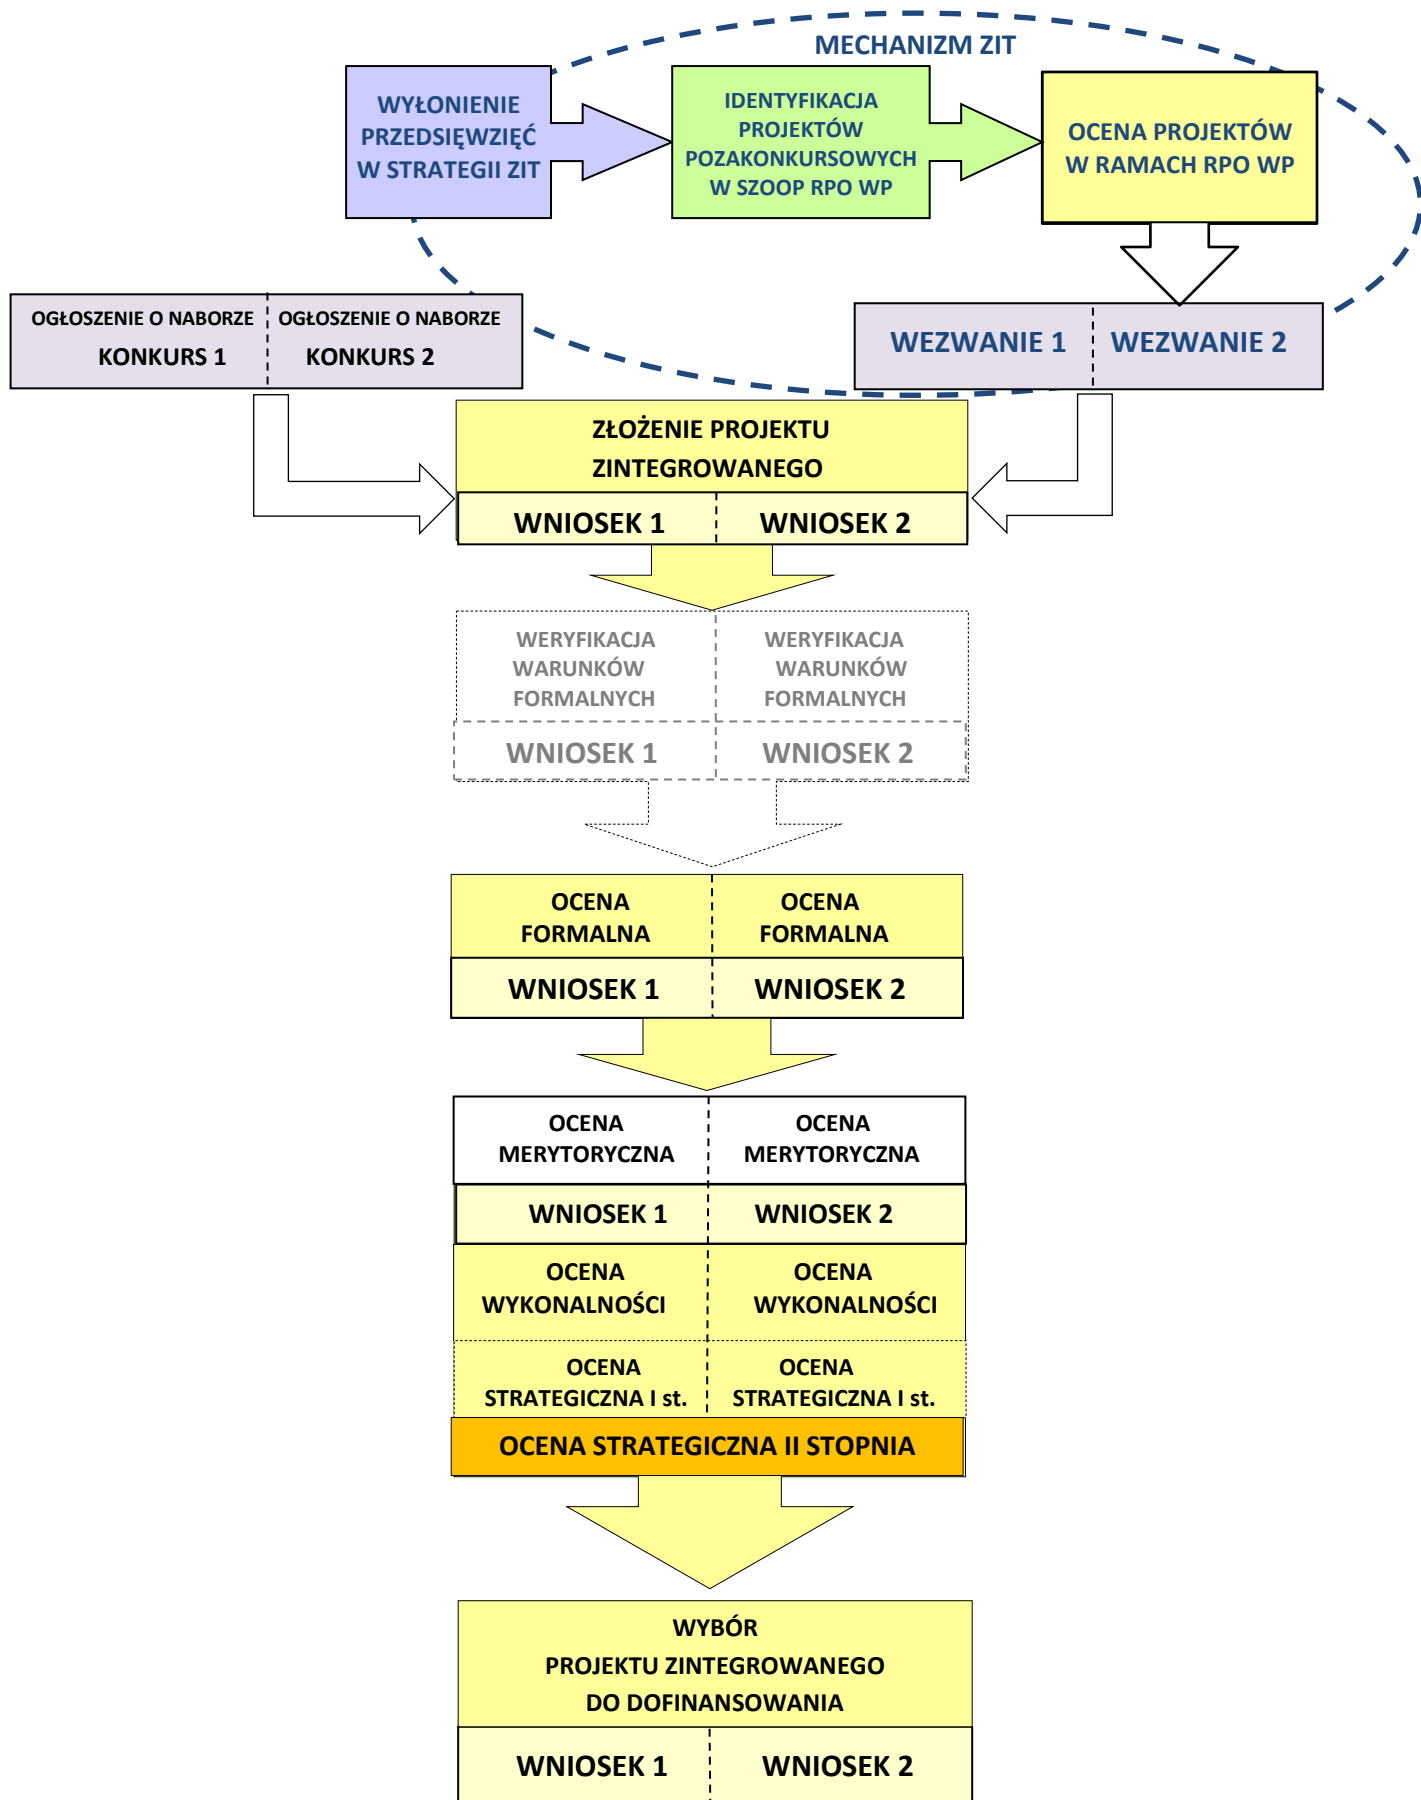 MECHANIZM ZIT
WYŁONIENIE
PRZEDSIĘWZIĘĆ
W STRATEGII ZIT
IDENTYFIKACJA
PROJEKTÓW
POZAKONKURSOWYCH
W SZOOP RPO WP
OCENA PROJEKTÓW
W RAMACH RPO WP
OGŁOSZENIE O NABORZE
KONKURS 1
OGŁOSZENIE O NABORZE
KONKURS 2
WEZWANIE 1
WEZWANIE 2
ZŁOŻENIE PROJEKTU
ZINTEGROWANEGO
WNIOSEK 1
WNIOSEK 2
WERYFIKACJA
WARUNKÓW
FORMALNYCH
WERYFIKACJA
WARUNKÓW
FORMALNYCH
WNIOSEK 1
WNIOSEK 2
OCENA
FORMALNA
OCENA
FORMALNA
WNIOSEK 1
WNIOSEK 2
OCENA
MERYTORYCZNA
OCENA
MERYTORYCZNA
WNIOSEK 1
WNIOSEK 2
OCENA
WYKONALNOŚCI
OCENA
WYKONALNOŚCI
OCENA
STRATEGICZNA I st.
OCENA
STRATEGICZNA I st.
OCENA STRATEGICZNA II STOPNIA
WYBÓR
PROJEKTU ZINTEGROWANEGO
DO DOFINANSOWANIA
WNIOSEK 1
WNIOSEK 2